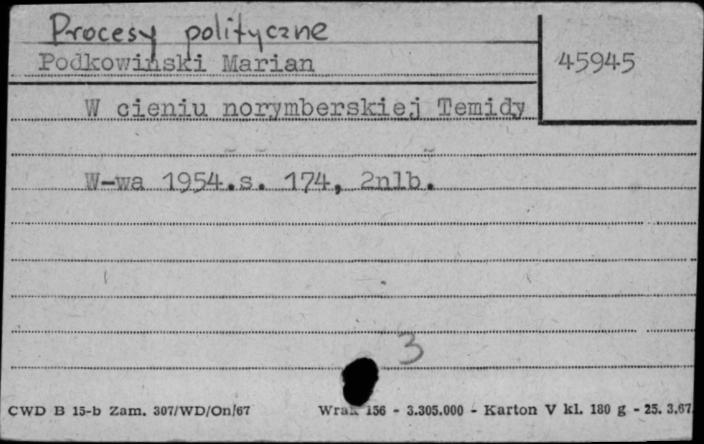 Procesy polityczne
Podkowiński Marian
45945
W cieniu norymberskiej Temidy
W-wa 1954.s. 174, 2nlb.
3
CWD B 15-b Zam. 307/WD/On/67 Wrak 156 - 3.305.000 - Karton V kl. 180 g - 25. 3.67